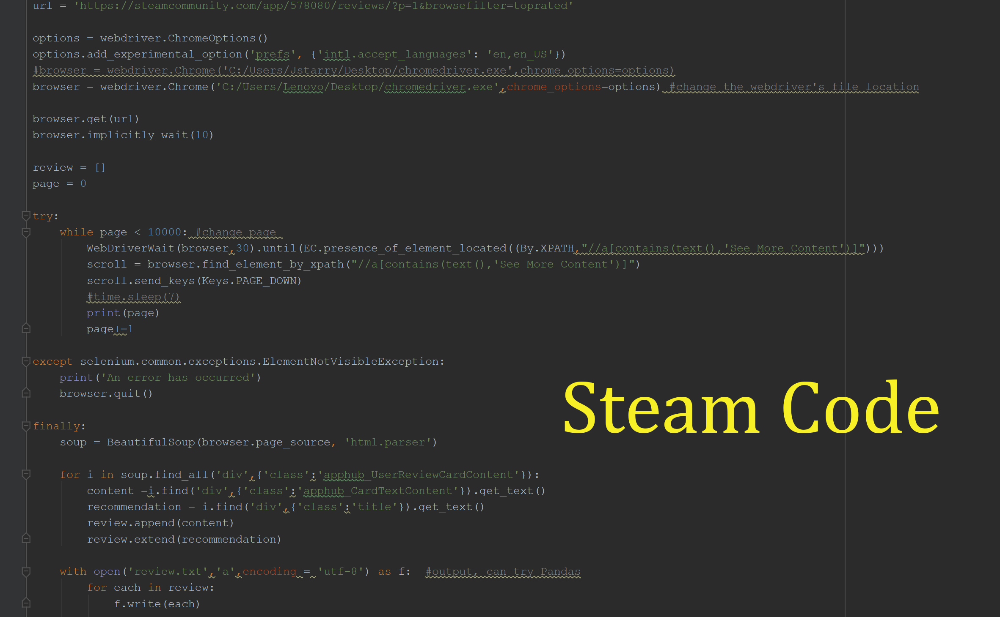 url = 'https://steamcommunity.com/app/578080/reviews/?p=1&browsefilter=toprated'
options = webdriver.ChromeOptions()
options.add_experimental_option('prefs', {'intl.accept_languages': 'en,en_US'})
#browser = webdriver.Chrome('C:/Users/Jstarry/Desktop/chromedriver.exe',chrome_options=options)
browser = webdriver.Chrome('C:/Users/Lenovo/Desktop/chromedriver.exe',chrome_options=options) #change the webdriver's file location
browser.get(url)
browser.implicitly_wait(10)
review = []
page = 0
try:
    while page < 10000: #change page
        WebDriverWait(browser,30).until(EC.presence_of_element_located((By.XPATH,"//a[contains(text(),'See More Content')]")))
        scroll = browser.find_element_by_xpath("//a[contains(text(),'See More Content')]")
        scroll.send_keys(Keys.PAGE_DOWN)
        #time.sleep(7)
        print(page)
        page+=1
except selenium.common.exceptions.ElementNotVisibleException:
    print('An error has occurred')
    browser.quit()
Steam Code
finally:
    soup = BeautifulSoup(browser.page_source, 'html.parser')
    for i in soup.find_all('div',{'class':'apphub_UserReviewCardContent'}):
        content =i.find('div',{'class':'apphub_CardTextContent'}).get_text()
        recommendation = i.find('div',{'class':'title'}).get_text()
        review.append(content)
        review.extend(recommendation)
    with open('review.txt','a',encoding = 'utf-8') as f:  #output, can try Pandas
        for each in review:
            f.write(each)